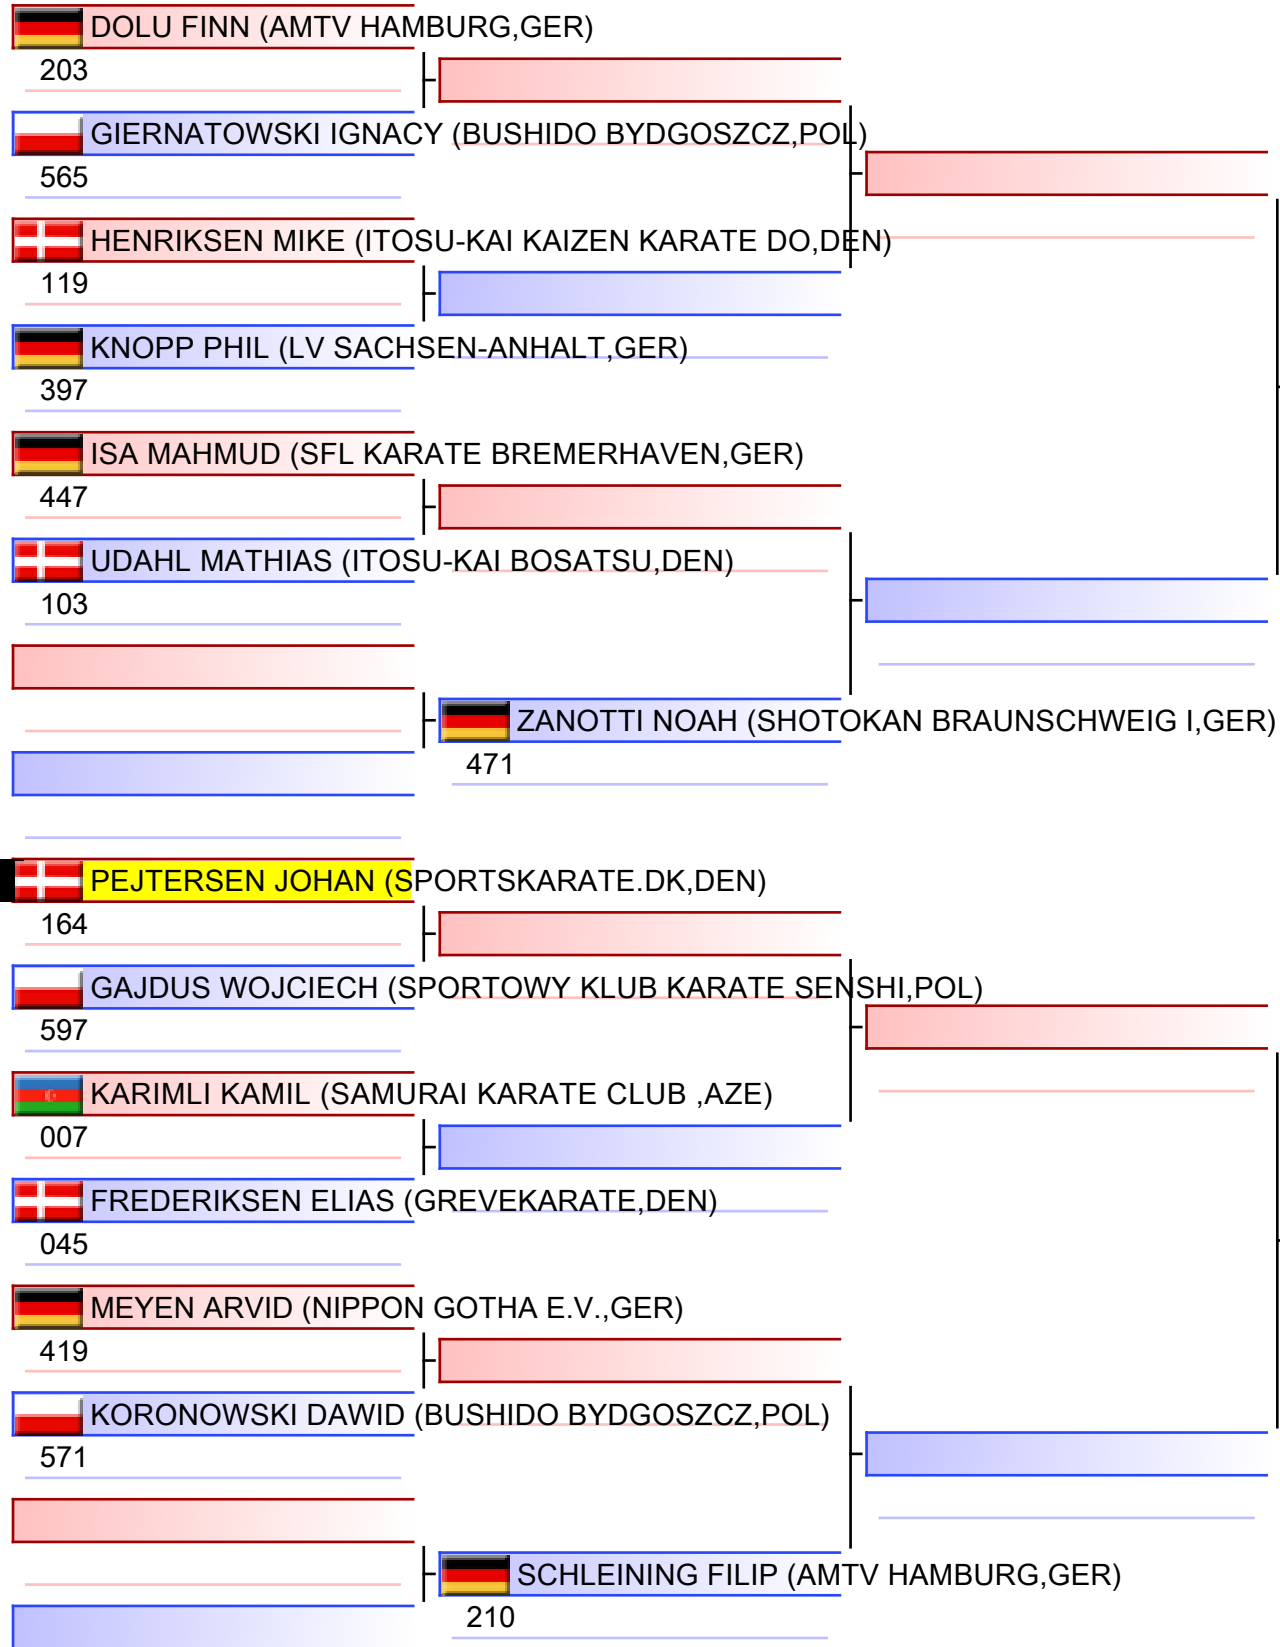 DOLU FINN (AMTV HAMBURG,GER)
203
GIERNATOWSKI IGNACY (BUSHIDO BYDGOSZCZ,POL)
565
HENRIKSEN MIKE (ITOSU-KAI KAIZEN KARATE DO,DEN)
119
KNOPP PHIL (LV SACHSEN-ANHALT,GER)
397
ISA MAHMUD (SFL KARATE BREMERHAVEN,GER)
447
UDAHL MATHIAS (ITOSU-KAI BOSATSU,DEN)
103
ZANOTTI NOAH (SHOTOKAN BRAUNSCHWEIG I,GER)
471
PEJTERSEN JOHAN (SPORTSKARATE.DK,DEN)
164
GAJDUS WOJCIECH (SPORTOWY KLUB KARATE SENSHI,POL)
597
KARIMLI KAMIL (SAMURAI KARATE CLUB ,AZE)
007
FREDERIKSEN ELIAS (GREVEKARATE,DEN)
045
MEYEN ARVID (NIPPON GOTHA E.V.,GER)
419
KORONOWSKI DAWID (BUSHIDO BYDGOSZCZ,POL)
571
SCHLEINING FILIP (AMTV HAMBURG,GER)
210